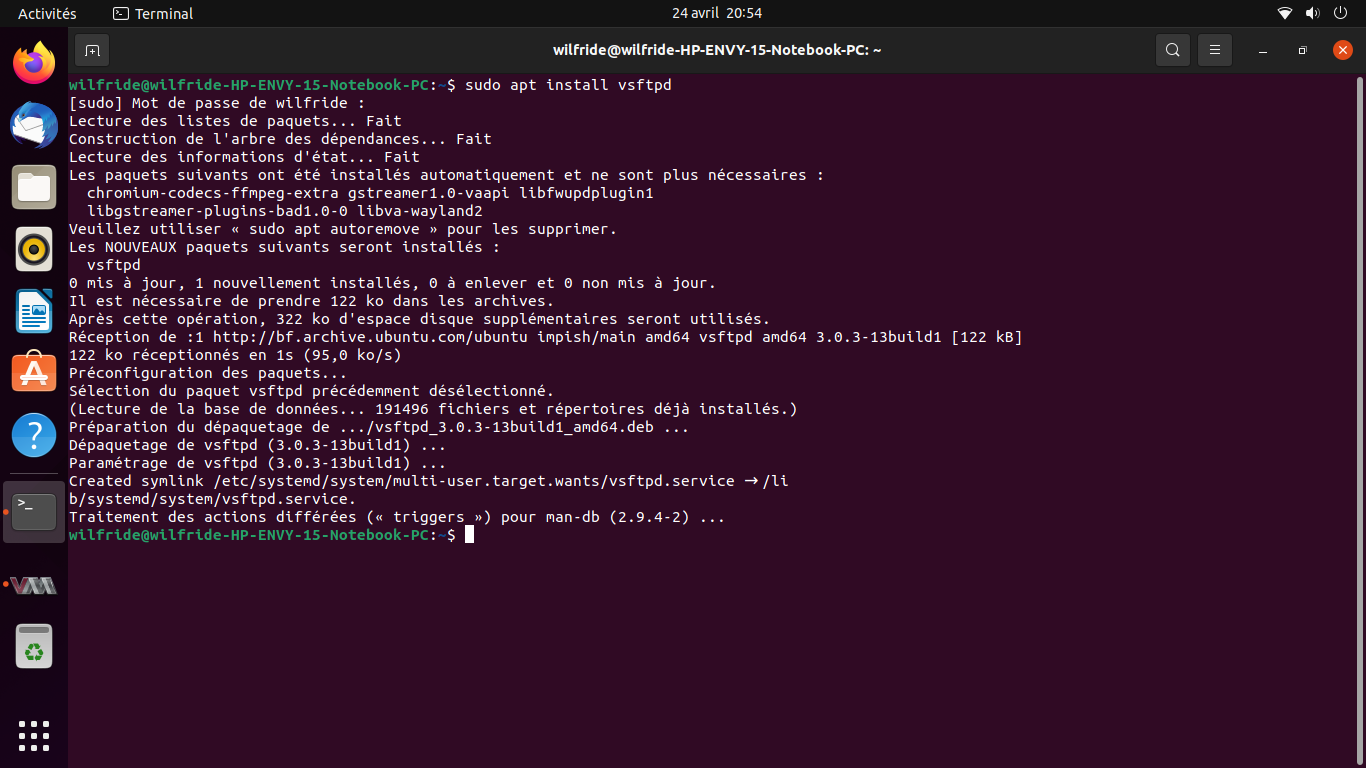 Activités
Terminal
24 avril 20:54
wilfride@wilfride-HP-ENVY-15-Notebook-PC: ~
wilfride@wilfride-HP-ENVY-15-Notebook-PC:~$ sudo apt install vsftpd
[sudo] Mot de passe de wilfride :
Lecture des listes de paquets... Fait
Construction de l'arbre des dépendances... Fait
Lecture des informations d'état... Fait
Les paquets suivants ont été installés automatiquement et ne sont plus nécessaires :
  chromium-codecs-ffmpeg-extra gstreamer1.0-vaapi libfwupdplugin1
  libgstreamer-plugins-bad1.0-0 libva-wayland2
Veuillez utiliser « sudo apt autoremove » pour les supprimer.
Les NOUVEAUX paquets suivants seront installés :
  vsftpd
0 mis à jour, 1 nouvellement installés, 0 à enlever et 0 non mis à jour.
Il est nécessaire de prendre 122 ko dans les archives.
Après cette opération, 322 ko d'espace disque supplémentaires seront utilisés.
Réception de :1 http://bf.archive.ubuntu.com/ubuntu impish/main amd64 vsftpd amd64 3.0.3-13build1 [122 kB]
122 ko réceptionnés en 1s (95,0 ko/s)
Préconfiguration des paquets...
Sélection du paquet vsftpd précédemment désélectionné.
(Lecture de la base de données... 191496 fichiers et répertoires déjà installés.)
Préparation du dépaquetage de .../vsftpd_3.0.3-13build1_amd64.deb ...
Dépaquetage de vsftpd (3.0.3-13build1) ...
Paramétrage de vsftpd (3.0.3-13build1) ...
Created symlink /etc/systemd/system/multi-user.target.wants/vsftpd.service → /li
b/systemd/system/vsftpd.service.
Traitement des actions différées (« triggers ») pour man-db (2.9.4-2) ...
wilfride@wilfride-HP-ENVY-15-Notebook-PC:~$